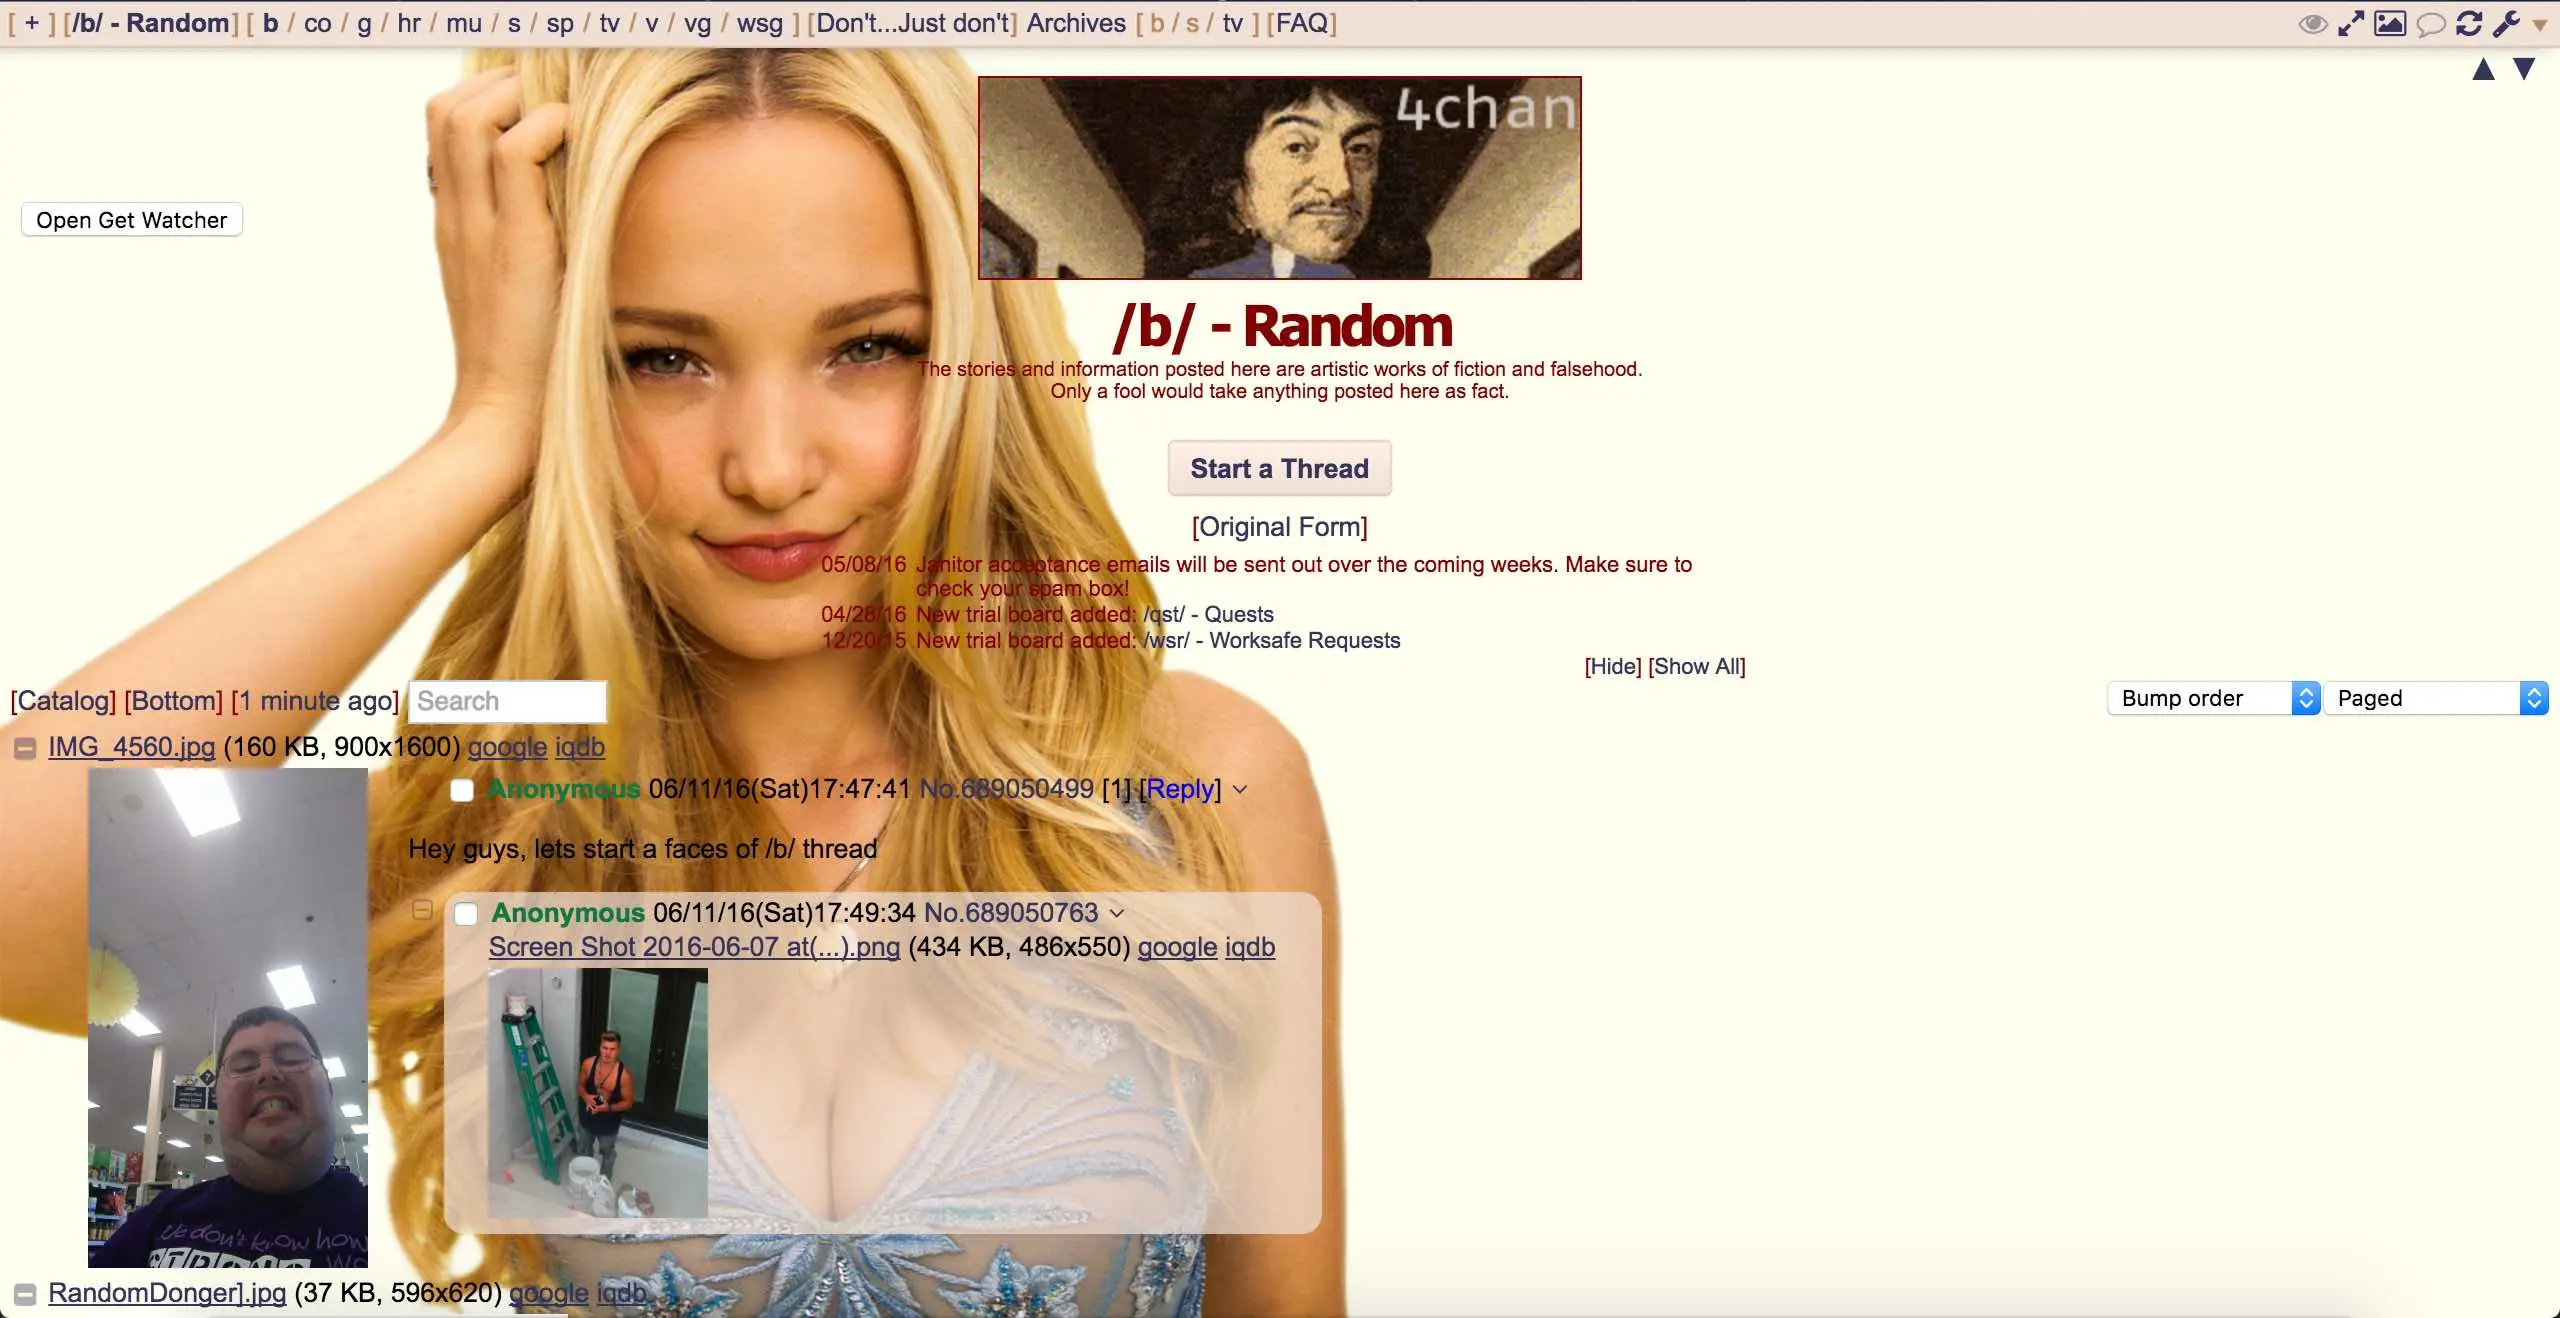 [ + ] [/b/ - Random] [ b / co / g / hr / mu / s / sp / tv / v / vg / wsg ] [Don't...Just don't] Archives [ b / s / tv ] [FAQ]
4chan
Open Get Watcher
/b/ - Random
The stories and information posted here are artistic works of fiction and falsehood.
Only a fool would take anything posted here as fact.
Start a Thread
[Original Form]
05/08/16 Janitor acceptance emails will be sent out over the coming weeks. Make sure to
check your spam box!
04/28/16 New trial board added: /qst/ - Quests
12/20/15 New trial board added: /wsr/ - Worksafe Requests
[Hide] [Show All]
[Catalog] [Bottom] [1 minute ago] Search
Bump order Paged
IMG_4560.jpg (160 KB, 900x1600) google iqdb
Anonymous 06/11/16(Sat)17:47:41 No.689050499 [1] [Reply]
Hey guys, lets start a faces of /b/ thread
Anonymous 06/11/16(Sat)17:49:34 No.689050763
Screen Shot 2016-06-07 at(...).png (434 KB, 486x550) google iqdb
we don't know how
RandomDonger].jpg (37 KB, 596x620) google iqdb